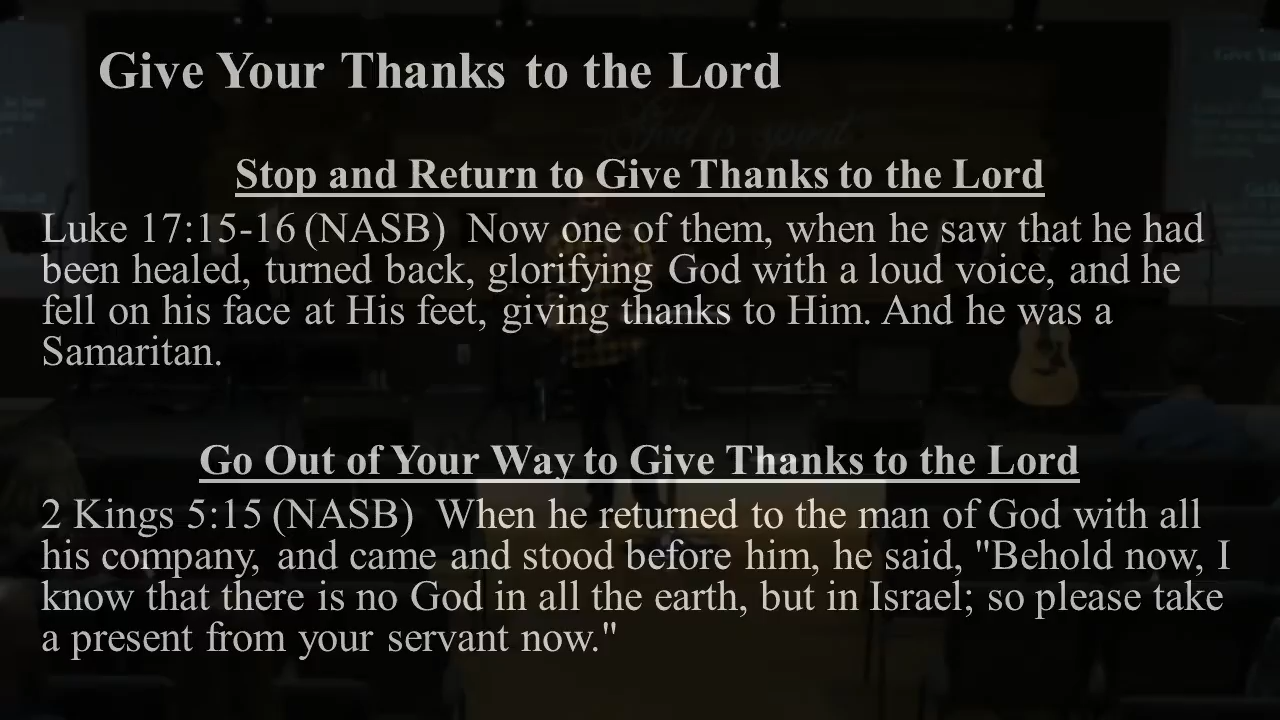 Give Your Thanks to the Lord
God is spirit
Stop and Return to Give Thanks to the Lord
Luke 17:15-16 (NASB)  Now one of them, when he saw that he had
been healed, turned back, glorifying God with a loud voice, and he
fell on his face at His feet, giving thanks to Him. And he was a
Samaritan.
Go Out of Your Way to Give Thanks to the Lord
2 Kings 5:15 (NASB)  When he returned to the man of God with all
his company, and came and stood before him, he said, "Behold now, I
know that there is no God in all the earth, but in Israel; so please take
a present from your servant now."